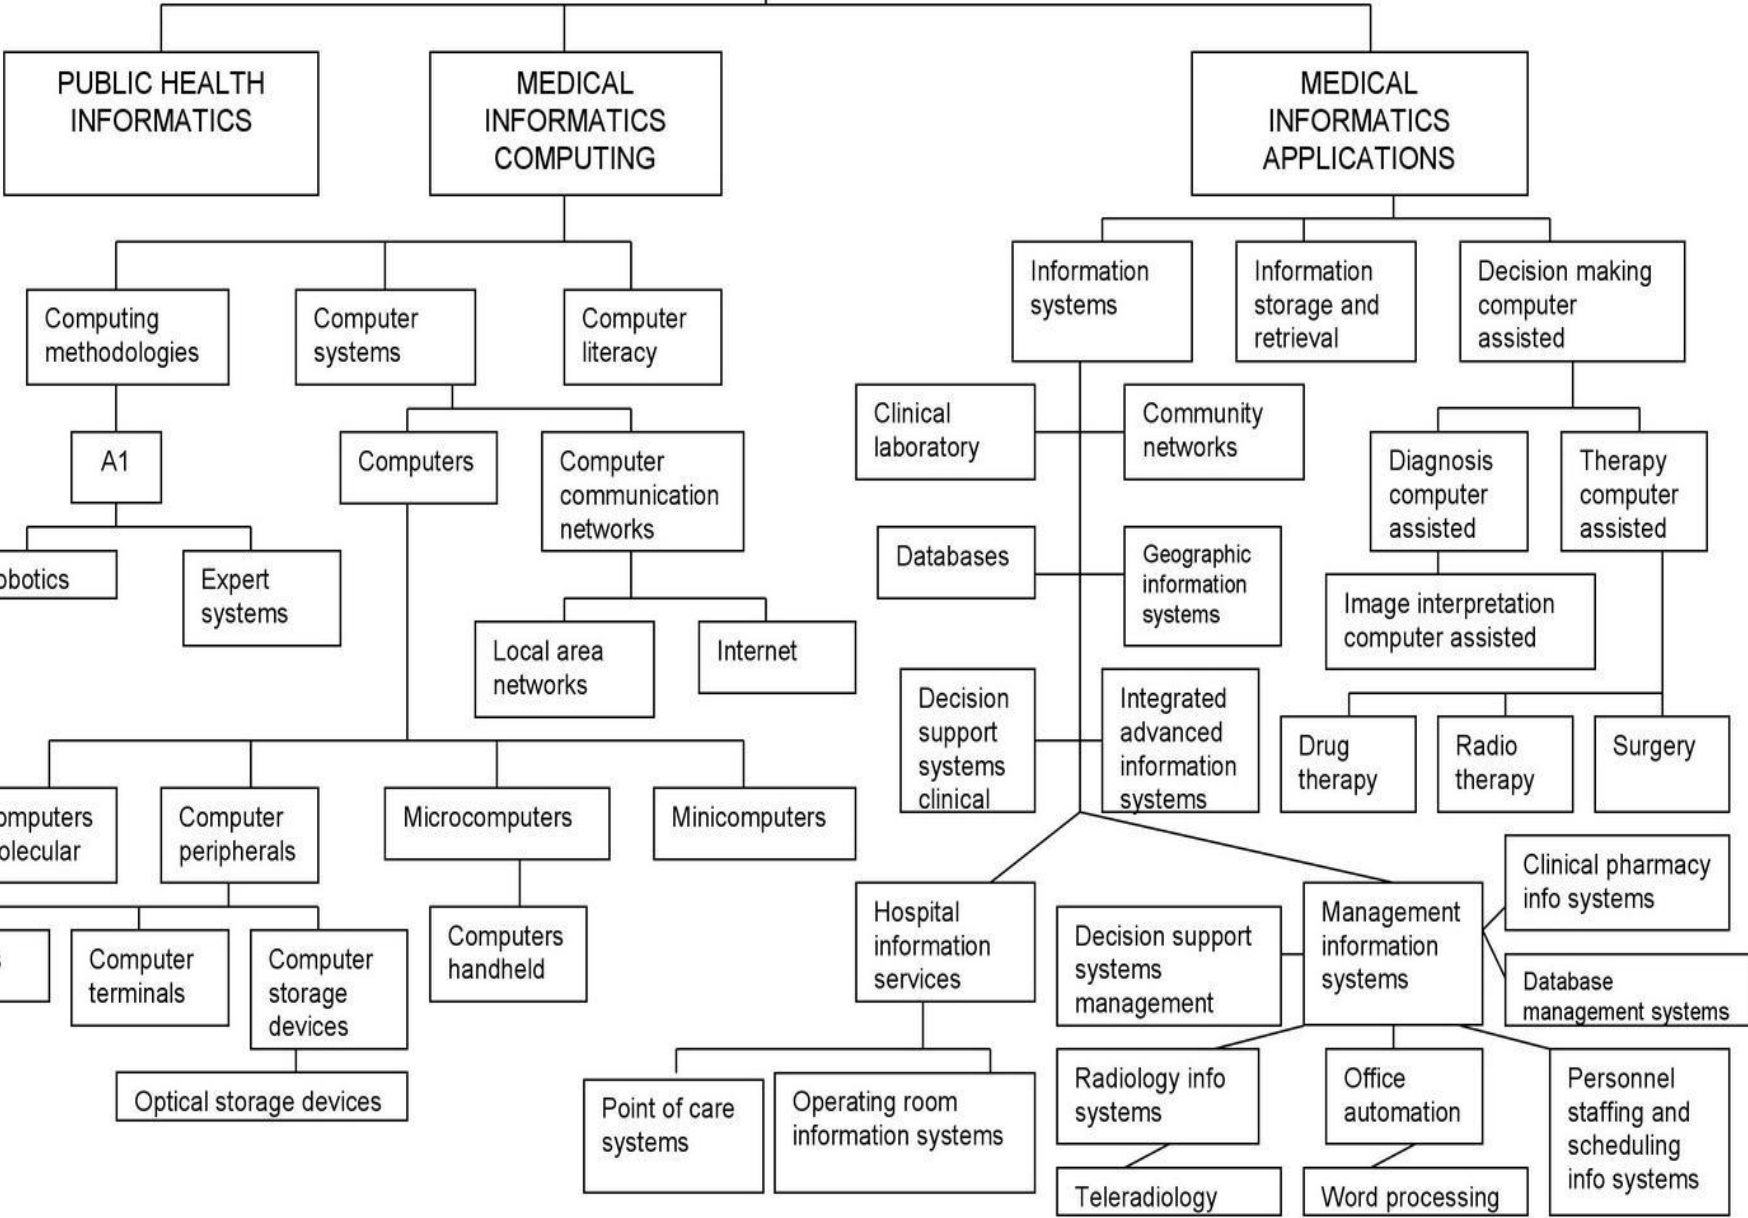 PUBLIC HEALTH
INFORMATICS
MEDICAL
INFORMATICS
COMPUTING
MEDICAL
INFORMATICS
APPLICATIONS
Computing
methodologies
Computer
systems
Computer
literacy
Information
systems
Information
storage and
retrieval
Decision making
computer
assisted
A1
Computers
Computer
communication
networks
Clinical
laboratory
Community
networks
Diagnosis
computer
assisted
Therapy
computer
assisted
obotics
Expert
systems
Local area
networks
Internet
Databases
Geographic
information
systems
Image interpretation
computer assisted
Decision
support
systems
clinical
Integrated
advanced
information
systems
Drug
therapy
Radio
therapy
Surgery
omputers
olecular
Computer
peripherals
Microcomputers
Minicomputers
s
Computer
terminals
Computer
storage
devices
Computers
handheld
Optical storage devices
Hospital
information
services
Decision support
systems
management
Management
information
systems
Clinical pharmacy
info systems
Database
management systems
Point of care
systems
Operating room
information systems
Radiology info
systems
Office
automation
Personnel
staffing and
scheduling
info systems
Teleradiology
Word processing